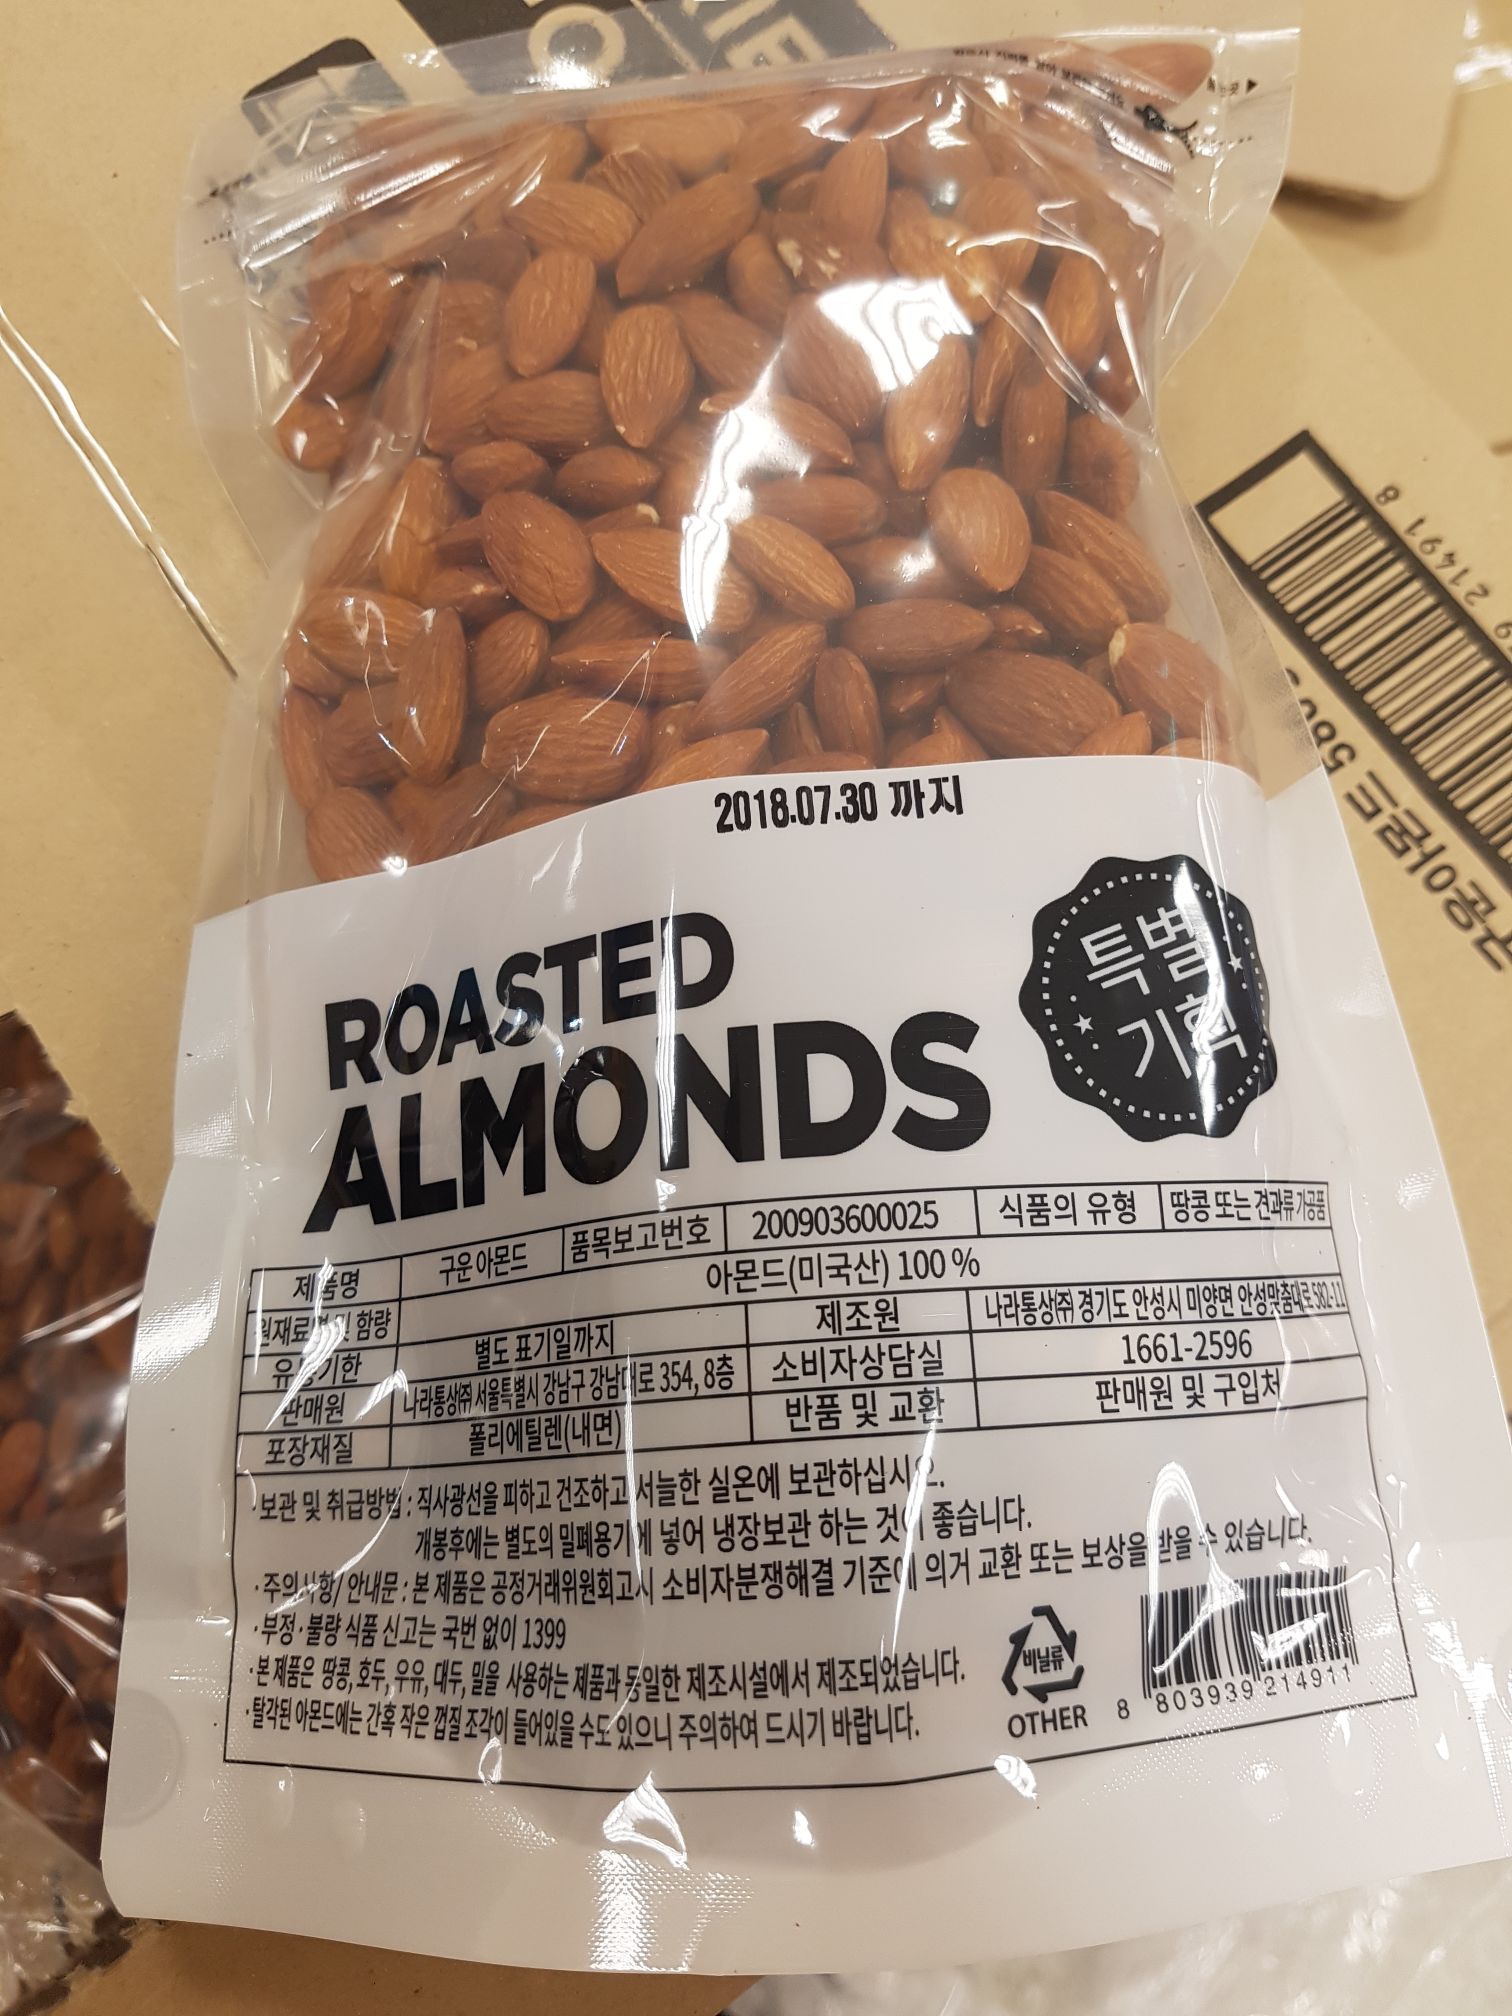 2018.07.30 까지
ROASTED
ALMONDS
특별
기획
제품명 구운 아몬드 품목보고번호 200903600025 식품의 유형 땅콩 또는 견과류가공품
원재료명 및 함량 아몬드(미국산) 100 %
유통기한 별도 표기일까지 제조원 나라통상㈜ 경기도 안성시 미양면 안성맞춤대로 582-11
판매원 나라통상㈜ 서울특별시 강남구 강남대로 354, 8층 소비자상담실 1661-2596
포장재질 폴리에틸렌(내면) 반품 및 교환 판매원 및 구입처
·보관 및 취급방법 : 직사광선을 피하고 건조하고 서늘한 실온에 보관하십시오.
개봉후에는 별도의 밀폐용기에 넣어 냉장보관 하는 것이 좋습니다.
·주의사항/ 안내문 : 본 제품은 공정거래위원회고시 소비자분쟁해결 기준에 의거 교환 또는 보상을 받을 수 있습니다.
·부정·불량 식품 신고는 국번 없이 1399
·본 제품은 땅콩, 호두, 우유, 대두, 밀을 사용하는 제품과 동일한 제조시설에서 제조되었습니다.
·탈각된 아몬드에는 간혹 작은 껍질 조각이 들어있을 수도 있으니 주의하여 드시기 바랍니다.
비닐류
OTHER
8 803939 214911
21491 8